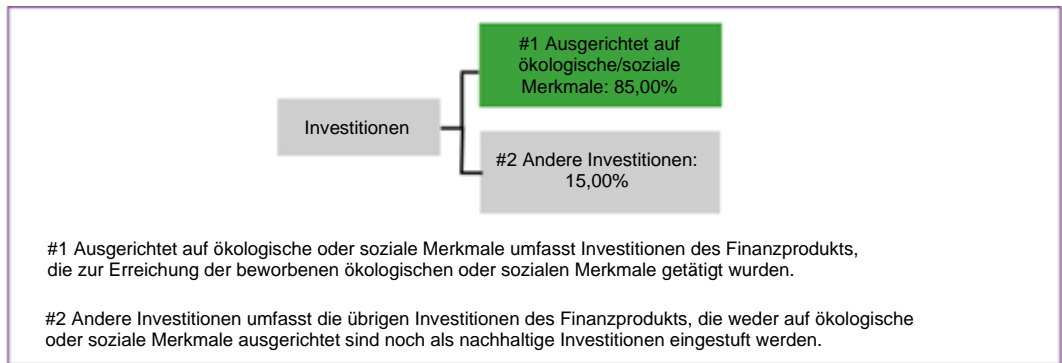 #1 Ausgerichtet auf
ökologische/soziale
Merkmale: 85,00%
Investitionen
#2 Andere Investitionen:
15,00%
#1 Ausgerichtet auf ökologische oder soziale Merkmale umfasst Investitionen des Finanzprodukts,
die zur Erreichung der beworbenen ökologischen oder sozialen Merkmale getätigt wurden.
#2 Andere Investitionen umfasst die übrigen Investitionen des Finanzprodukts, die weder auf ökologische
oder soziale Merkmale ausgerichtet sind noch als nachhaltige Investitionen eingestuft werden.